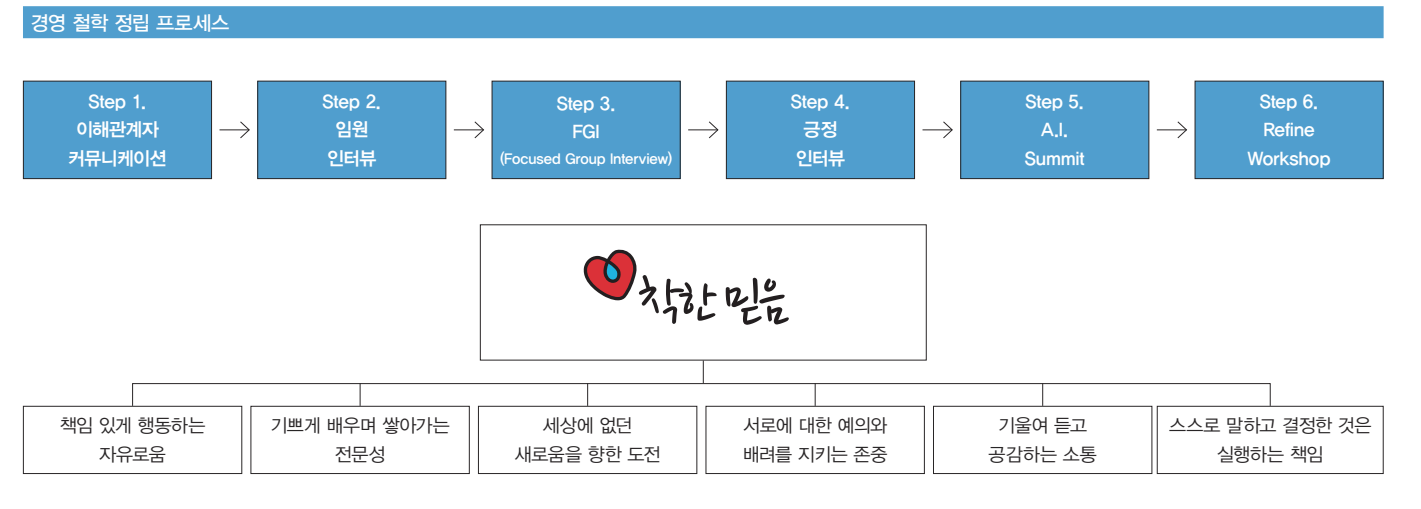 경영 철학 정립 프로세스
Step 1.
이해관계자
커뮤니케이션
Step 2.
임원
인터뷰
Step 3.
FGI
(Focused Group Interview)
Step 4.
긍정
인터뷰
Step 5.
A.I.
Summit
Step 6.
Refine
Workshop
착한 믿음
책임 있게 행동하는
자유로움
기쁘게 배우며 쌓아가는
전문성
세상에 없던
새로움을 향한 도전
서로에 대한 예의와
배려를 지키는 존중
기울여 듣고
공감하는 소통
스스로 말하고 결정한 것은
실행하는 책임